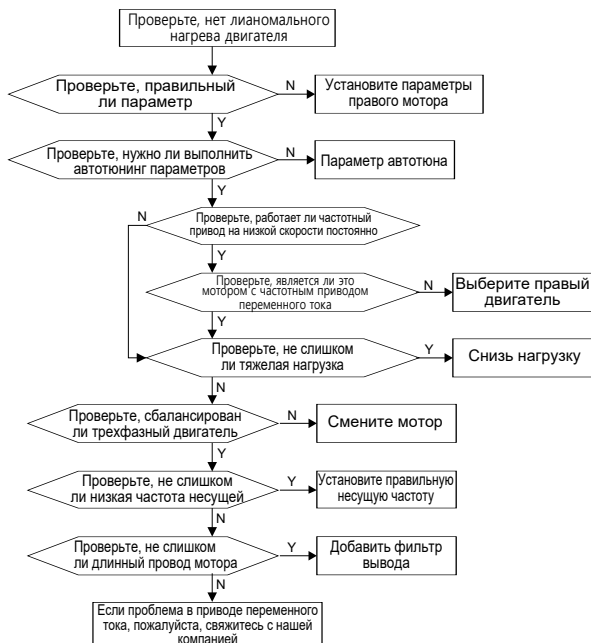 Проверьте, нет лианомального
нагрева двигателя
Проверьте, правильный
ли параметр
N
Установите параметры
правого мотора
Y
Проверьте, нужно ли выполнить
автотюнинг параметров
N
Параметр автотюна
Y
N
Проверьте, работает ли частотный
привод на низкой скорости постоянно
Y
Проверьте, является ли это
мотором с частотным приводом
переменного тока
N
Выберите правый
двигатель
Y
Проверьте, не слишком
ли тяжелая нагрузка
Y
Снизь нагрузку
N
Проверьте, сбалансирован
ли трехфазный двигатель
N
Смените мотор
Y
Проверьте, не слишком
ли низкая частота несущей
Y
Установите правильную
несущую частоту
N
Проверьте, не слишком
ли длинный провод мотора
Y
Добавить фильтр
вывода
N
Если проблема в приводе переменного
тока, пожалуйста, свяжитесь с нашей
компанией